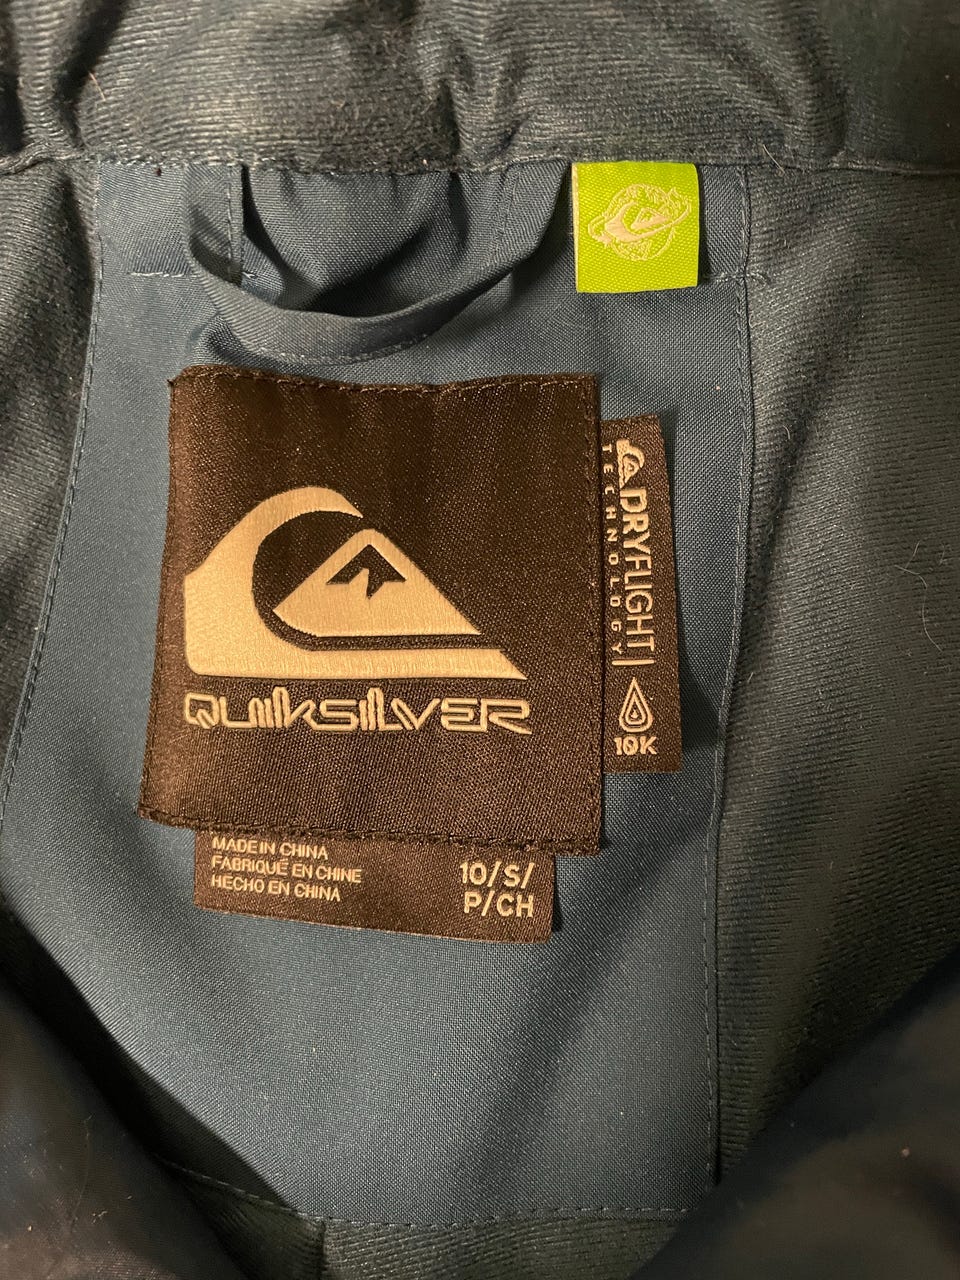 QUIKSILVER
DRYFLIGHT
TECHNOLOGY
10K
MADE IN CHINA
FABRIQUÉ EN CHINE
HECHO EN CHINA
10/S/
P/CH